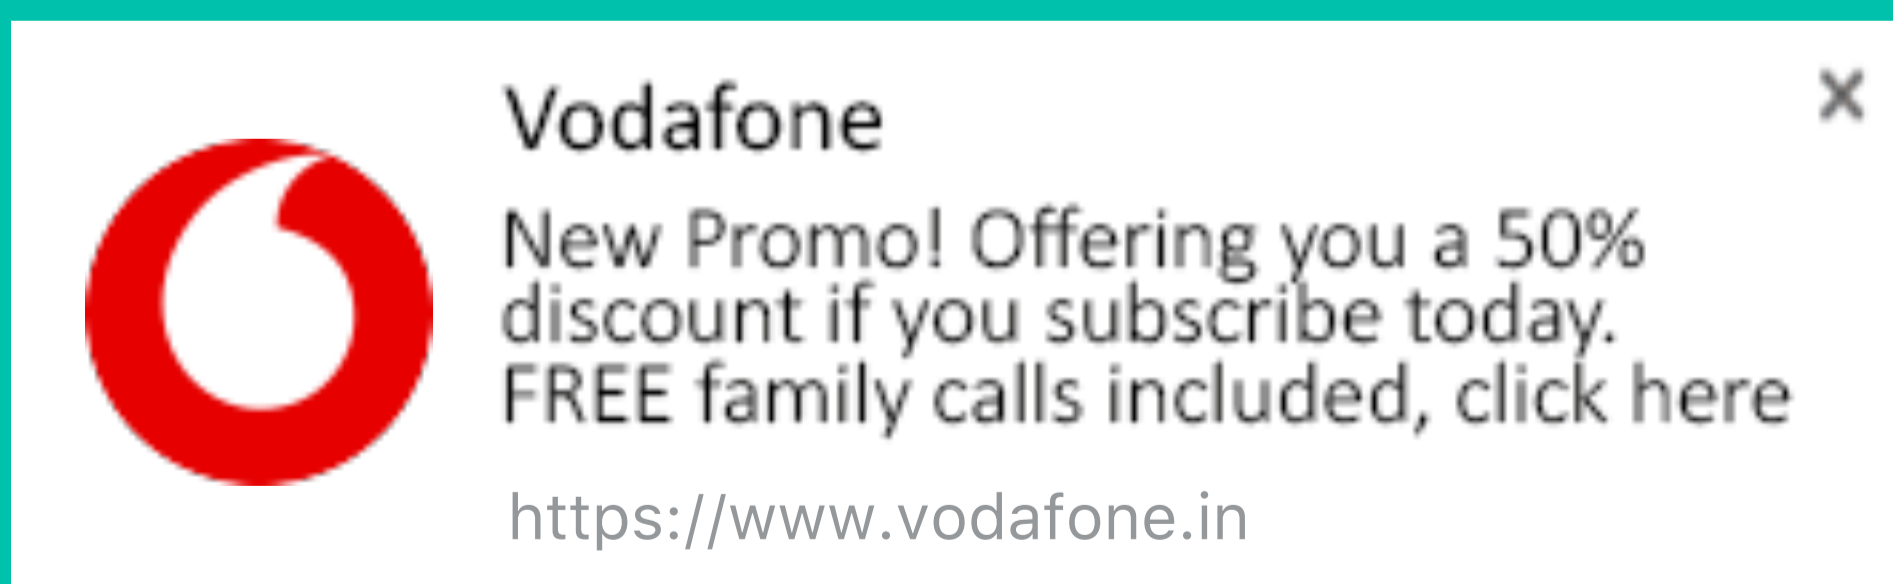 Vodafone
New Promo! Offering you a 50%
discount if you subscribe today.
FREE family calls included, click here
https://www.vodafone.in